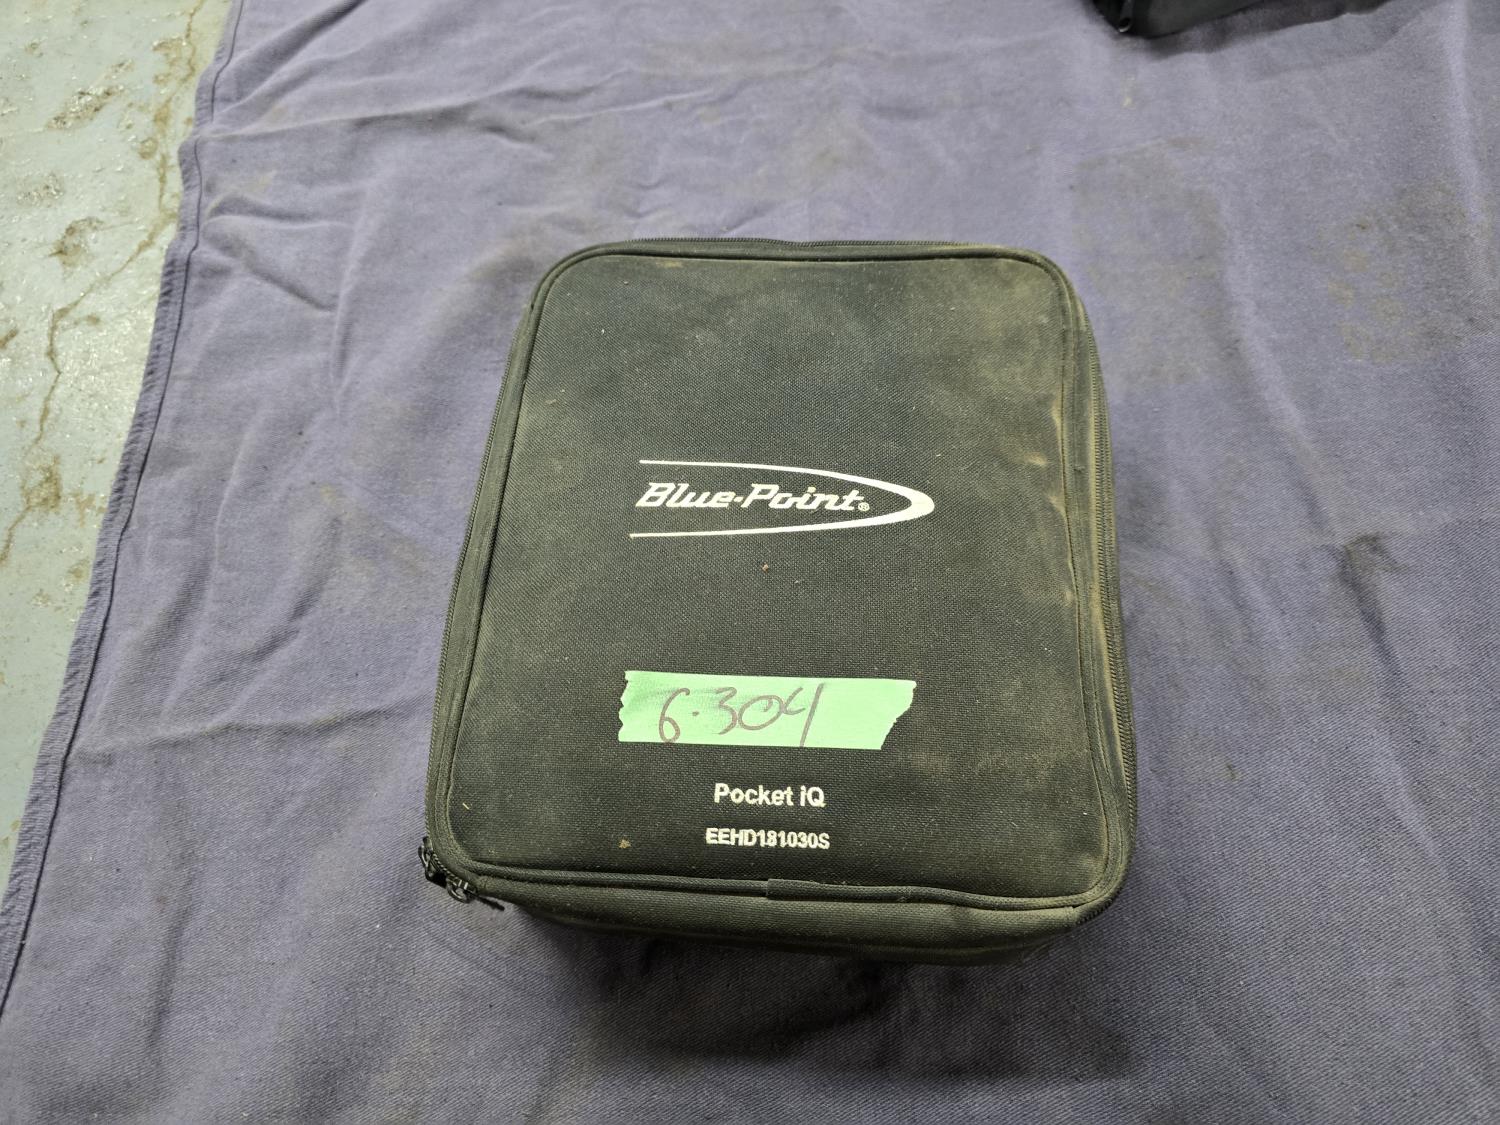 Blue-Point®
6-304
Pocket iQ
EEHD181030S